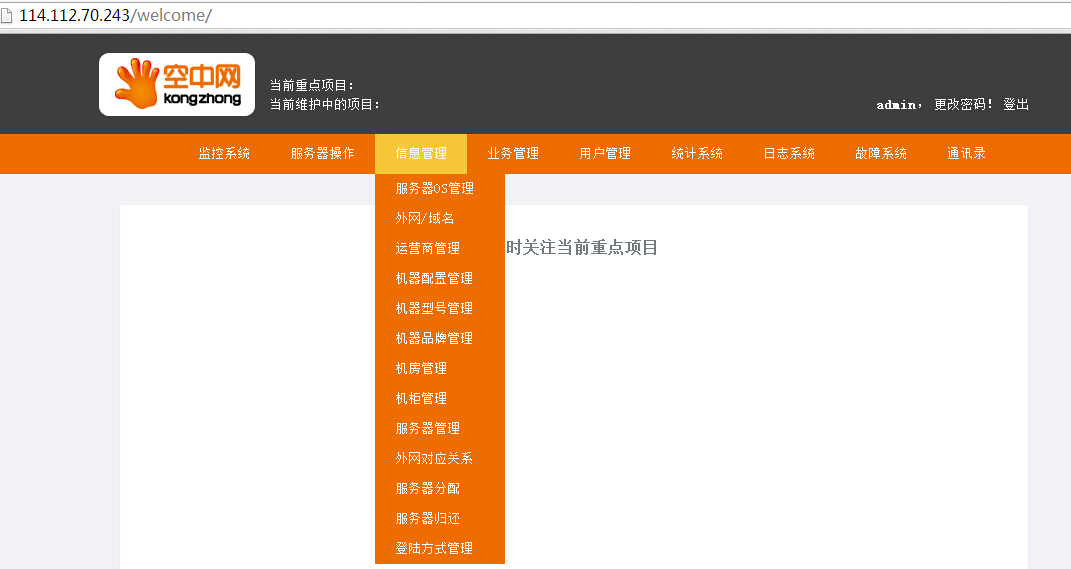 114.112.70.243/welcome/
空中网
kongzhong
当前重点项目:
当前维护中的项目:
admin, 更改密码! 登出
监控系统 服务器操作 信息管理 业务管理 用户管理 统计系统 日志系统 故障系统 通讯录
服务器OS管理
外网/域名
运营商管理
时关注当前重点项目
机器配置管理
机器型号管理
机器品牌管理
机房管理
机柜管理
服务器管理
外网对应关系
服务器分配
服务器归还
登陆方式管理